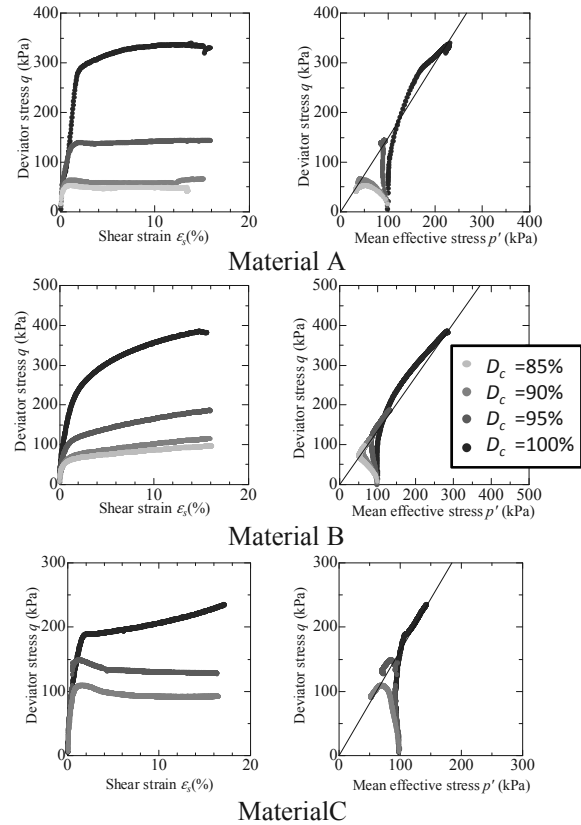 400
300
200
100
0
Deviator stress q (kPa)
0 10 20
Shear strain εs(%)
400
300
200
100
0
Deviator stress q (kPa)
0 100 200 300 400
Mean effective stress p′ (kPa)
Material A
500
400
300
200
100
0
Deviator stress q (kPa)
0 10 20
Shear strain εs(%)
500
400
300
200
100
0
Deviator stress q (kPa)
0 100 200 300 400 500
Mean effective stress p′ (kPa)
Dc =85%
Dc =90%
Dc =95%
Dc =100%
Material B
300
200
100
0
Deviator stress q (kPa)
0 10 20
Shear strain εs(%)
300
200
100
0
Deviator stress q (kPa)
0 100 200 300
Mean effective stress p′ (kPa)
MaterialC